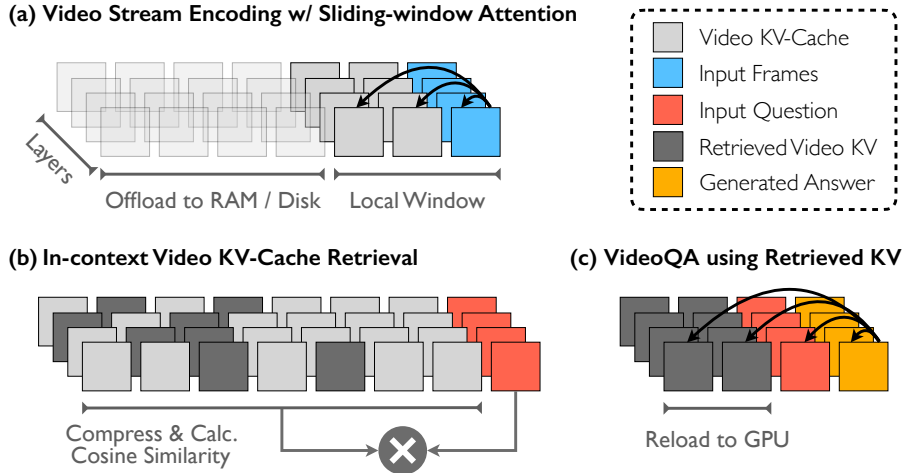 (a) Video Stream Encoding w/ Sliding-window Attention
Layers
Offload to RAM / Disk
Local Window
Video KV-Cache
Input Frames
Input Question
Retrieved Video KV
Generated Answer
(b) In-context Video KV-Cache Retrieval
Compress & Calc.
Cosine Similarity
(c) VideoQA using Retrieved KV
Reload to GPU